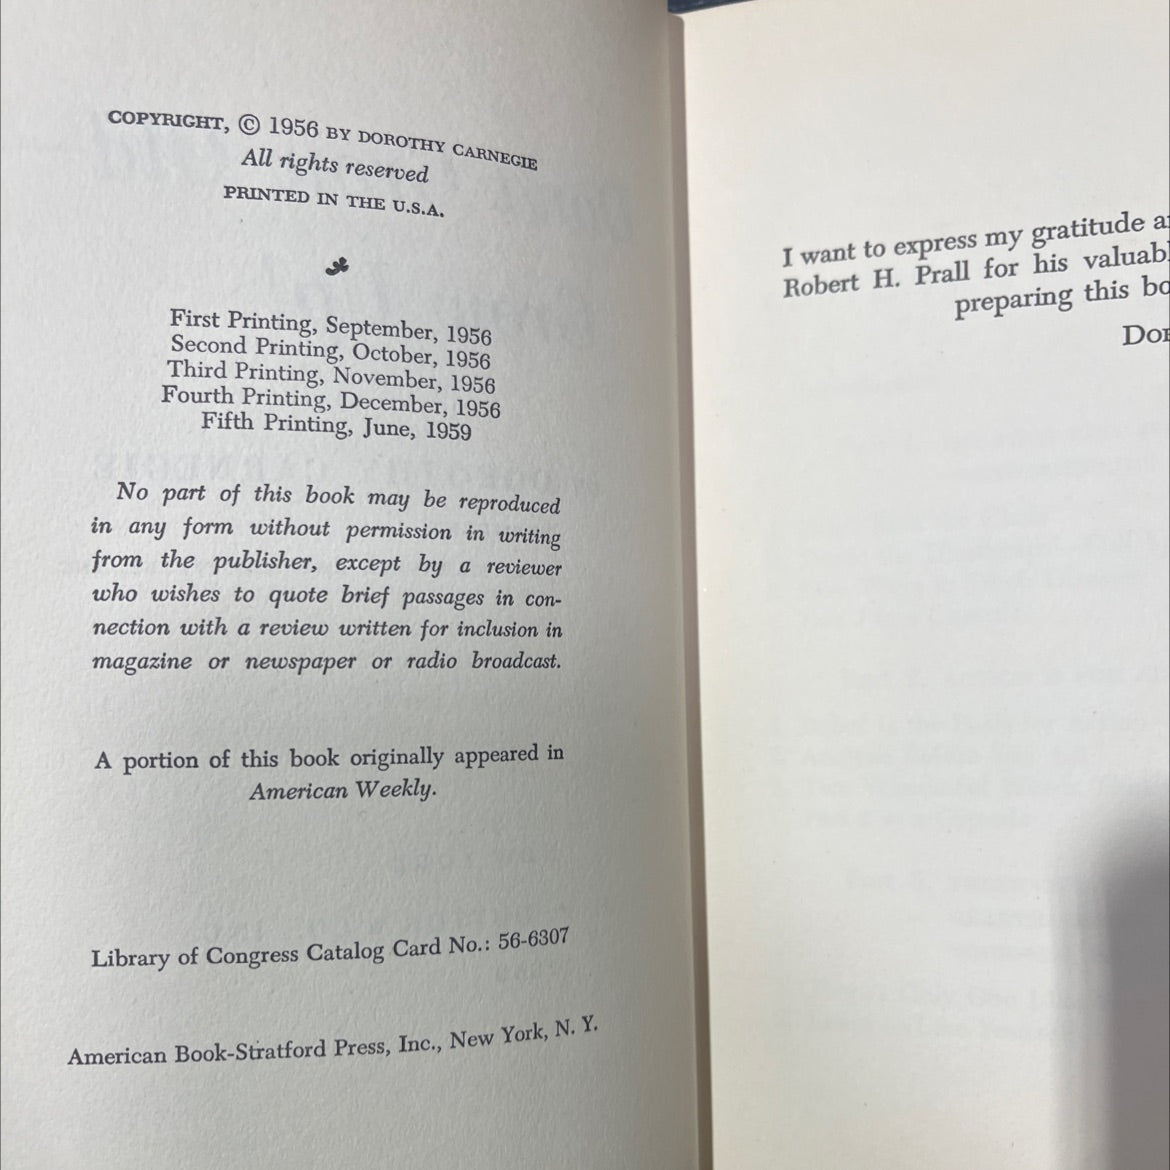 COPYRIGHT, © 1956 BY DOROTHY CARNEGIE
All rights reserved
PRINTED IN THE U.S.A.
First Printing, September, 1956
Second Printing, October, 1956
Third Printing, November, 1956
Fourth Printing, December, 1956
Fifth Printing, June, 1959
No part of this book may be reproduced
in any form without permission in writing
from the publisher, except by a reviewer
who wishes to quote brief passages in con-
nection with a review written for inclusion in
magazine or newspaper or radio broadcast.
A portion of this book originally appeared in
American Weekly.
Library of Congress Catalog Card No.: 56-6307
American Book-Stratford Press, Inc., New York, N. Y.
I want to express my gratitude
Robert H. Prall for his
preparing this